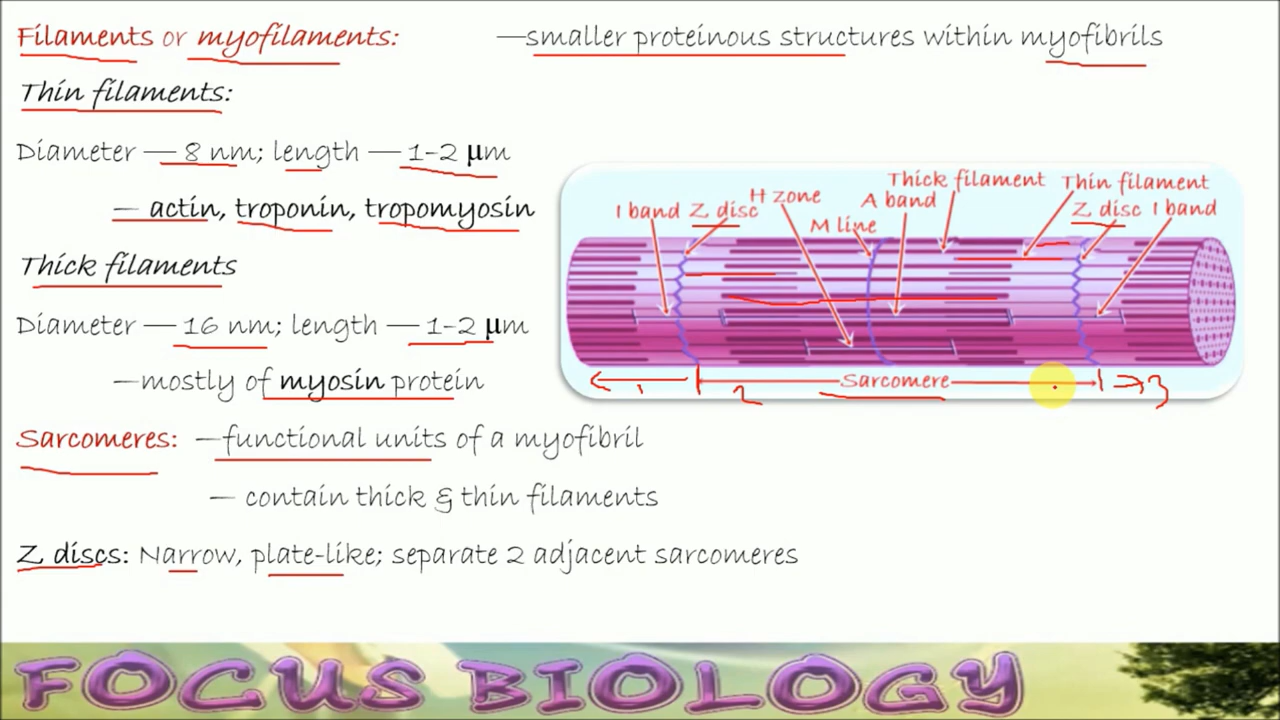 Filaments or myofilaments: —smaller proteinous structures within myofibrils
Thin filaments:
Diameter — 8 nm; length — 1-2 μm
— actin, troponin, tropomyosin
Thick filaments
Diameter — 16 nm; length — 1-2 μm
—mostly of myosin protein
Sarcomeres: —functional units of a myofibril
— contain thick & thin filaments
Z discs: Narrow, plate-like; separate 2 adjacent sarcomeres
I band
Z disc
H zone
M line
A band
Thick filament
Thin filament
Z disc
I band
1
2
Sarcomere
3
FOCUS BIOLOGY